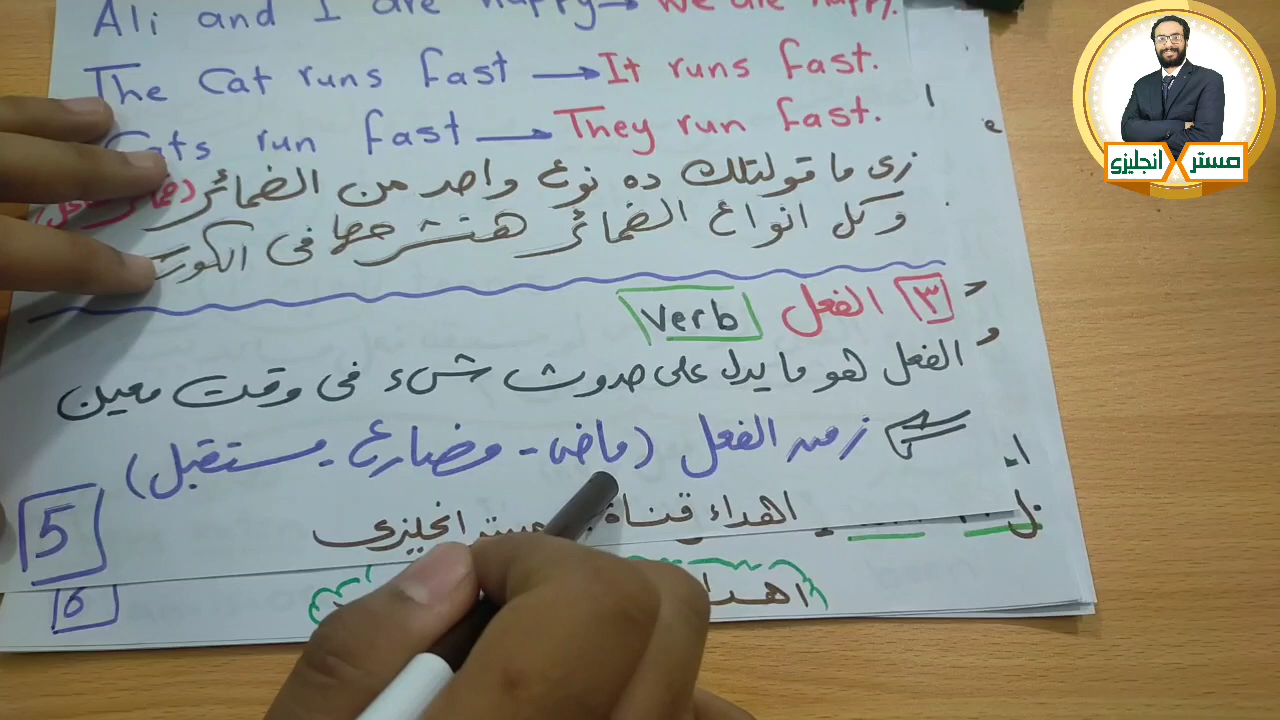 Ali and I are happy → We are happy.
The Cat runs fast → It runs fast.
Cats run fast → They run fast.
زى ما قولتلك ده نوع واحد من الضمائر
وكل انواع الضمائر هنشرحها فى الكورس
٣ الفعل Verb
الفعل هو ما يدل على حدوث شىء فى وقت معين
زمن الفعل (ماضى - مضارع - مستقبل)
اهداء قناة مستر انجليزى
5
6
مستر X انجليزي